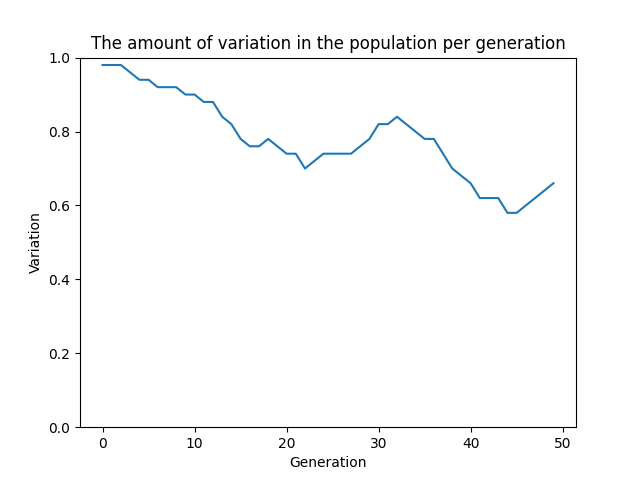 The amount of variation in the population per generation
1.0
0.8
0.6
0.4
0.2
0.0
Variation
0 10 20 30 40 50
Generation